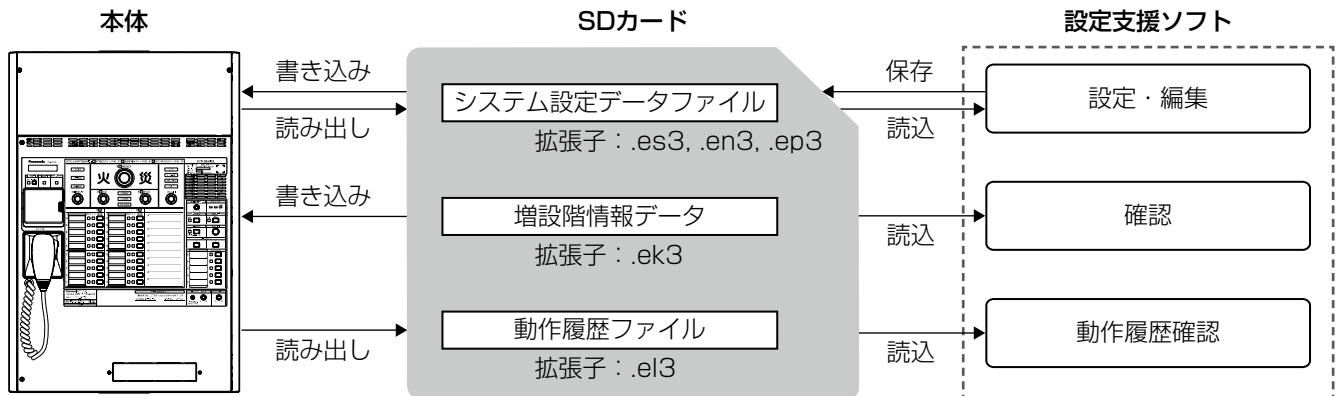 本体
SDカード
設定支援ソフト
書き込み
読み出し
システム設定データファイル
拡張子：.es3, .en3, .ep3
保存
読込
設定・編集
Panasonic
火災
書き込み
増設階情報データ
拡張子：.ek3
読込
確認
読み出し
動作履歴ファイル
拡張子：.el3
読込
動作履歴確認